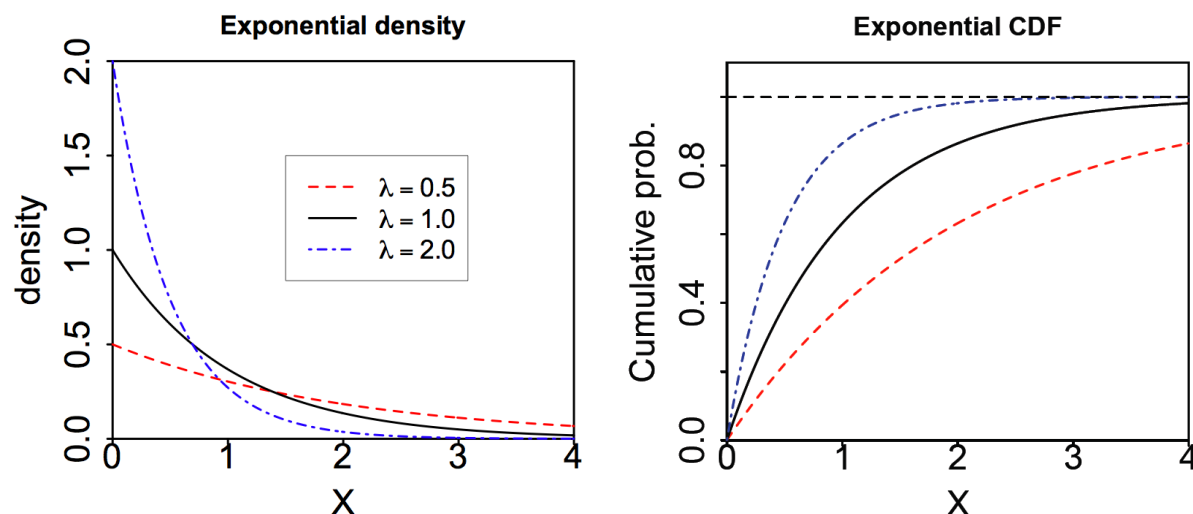 Exponential density
density
2.0
1.5
1.0
0.5
0.0
λ = 0.5
λ = 1.0
λ = 2.0
0 1 2 3 4
X
Exponential CDF
Cumulative prob.
0.8
0.4
0.0
0 1 2 3 4
X